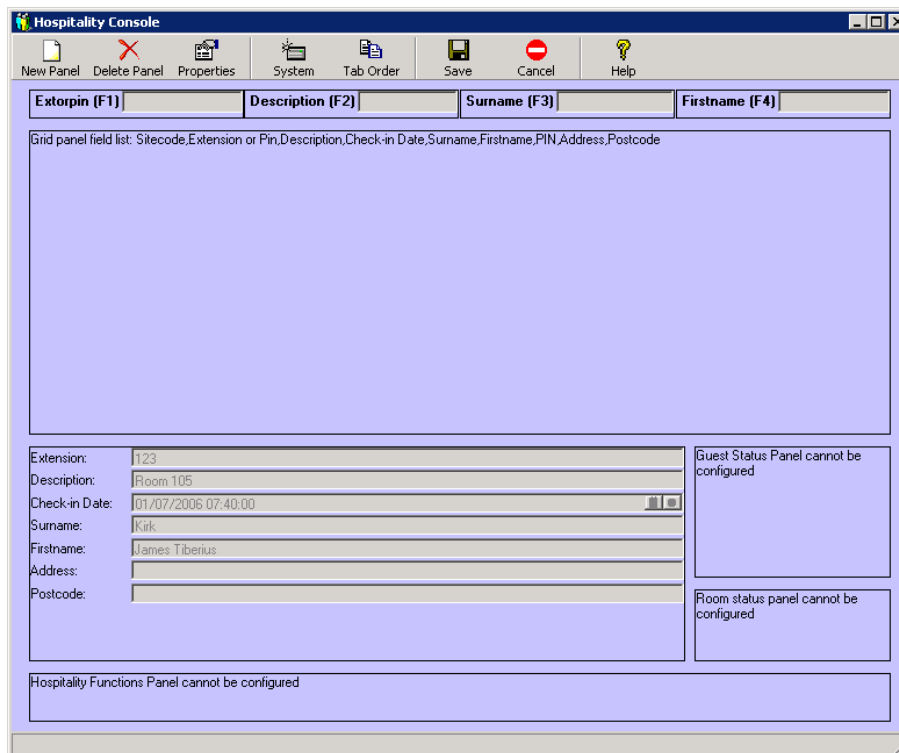 Hospitality Console
New Panel Delete Panel Properties System Tab Order Save Cancel Help
Extorpin (F1) Description (F2) Surname (F3) Firstname (F4)
Grid panel field list: Sitecode,Extension or Pin,Description,Check-in Date,Surname,Firstname,PIN,Address,Postcode
Extension: 123
Description: Room 105
Check-in Date: 01/07/2006 07:40:00
Surname: Kirk
Firstname: James Tiberius
Address:
Postcode:
Guest Status Panel cannot be
configured
Room status panel cannot be
configured
Hospitality Functions Panel cannot be configured